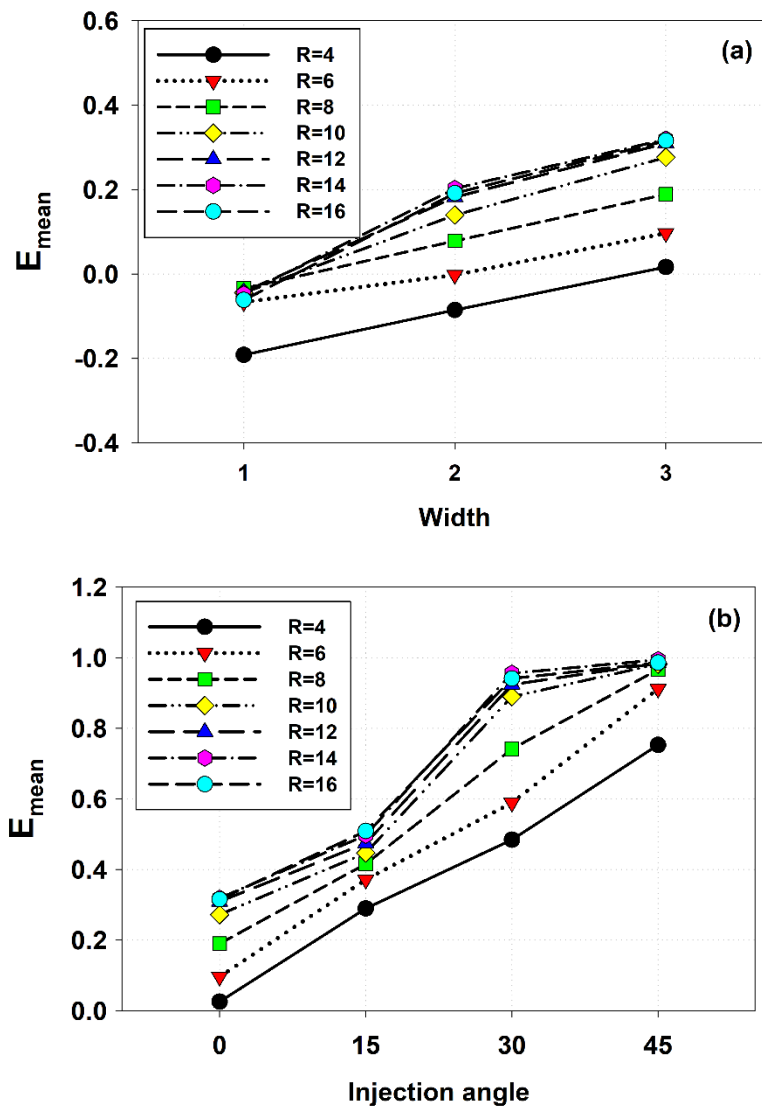 (a)
R=4
R=6
R=8
R=10
R=12
R=14
R=16
E_mean
0.6
0.4
0.2
0.0
-0.2
-0.4
1 2 3
Width
(b)
R=4
R=6
R=8
R=10
R=12
R=14
R=16
E_mean
1.2
1.0
0.8
0.6
0.4
0.2
0.0
0 15 30 45
Injection angle